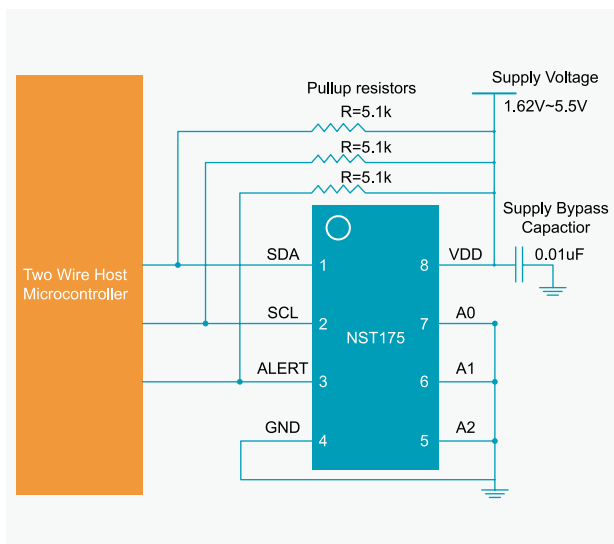 Supply Voltage
1.62V~5.5V
Pullup resistors
R=5.1k
R=5.1k
R=5.1k
Supply Bypass
Capactior
0.01uF
Two Wire Host
Microcontroller
SDA
1
8
VDD
SCL
2
7
A0
NST175
ALERT
3
6
A1
GND
4
5
A2